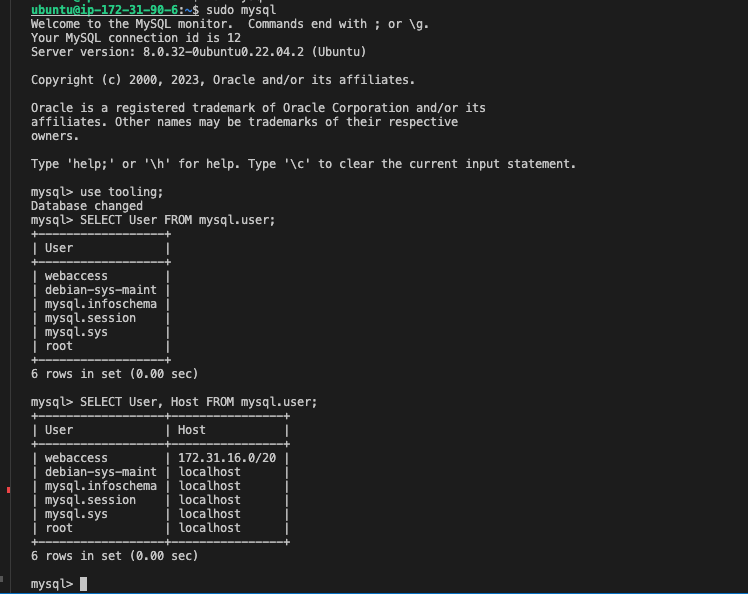 ubuntu@ip-172-31-90-6:~$ sudo mysql
Welcome to the MySQL monitor.  Commands end with ; or \g.
Your MySQL connection id is 12
Server version: 8.0.32-0ubuntu0.22.04.2 (Ubuntu)

Copyright (c) 2000, 2023, Oracle and/or its affiliates.

Oracle is a registered trademark of Oracle Corporation and/or its
affiliates. Other names may be trademarks of their respective
owners.

Type 'help;' or '\h' for help. Type '\c' to clear the current input statement.

mysql> use tooling;
Database changed
mysql> SELECT User FROM mysql.user;
+------------------+
| User             |
+------------------+
| webaccess        |
| debian-sys-maint |
| mysql.infoschema |
| mysql.session    |
| mysql.sys        |
| root             |
+------------------+
6 rows in set (0.00 sec)

mysql> SELECT User, Host FROM mysql.user;
+------------------+----------------+
| User             | Host           |
+------------------+----------------+
| webaccess        | 172.31.16.0/20 |
| debian-sys-maint | localhost      |
| mysql.infoschema | localhost      |
| mysql.session    | localhost      |
| mysql.sys        | localhost      |
| root             | localhost      |
+------------------+----------------+
6 rows in set (0.00 sec)

mysql>